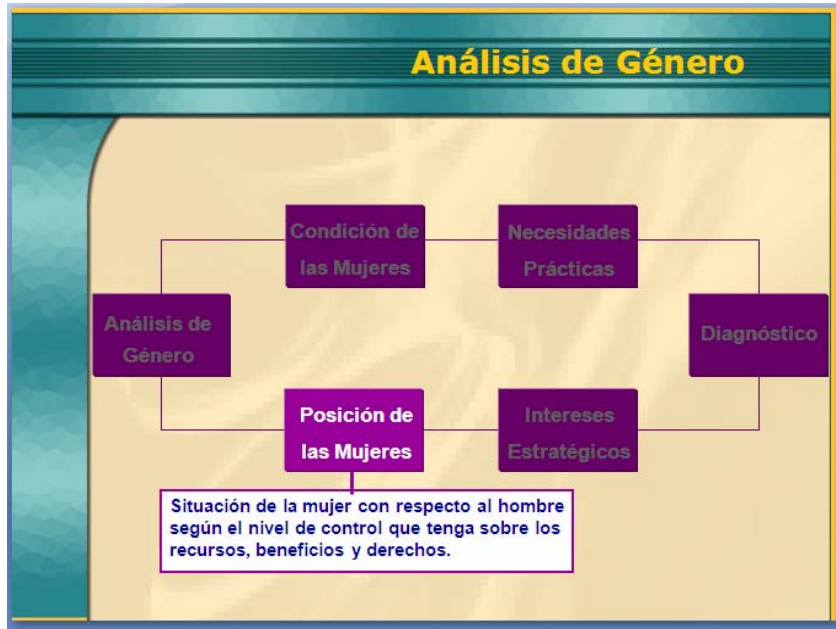 Análisis de Género
Condición de
las Mujeres
Necesidades
Prácticas
Análisis de
Género
Diagnóstico
Posición de
las Mujeres
Intereses
Estratégicos
Situación de la mujer con respecto al hombre
según el nivel de control que tenga sobre los
recursos, beneficios y derechos.